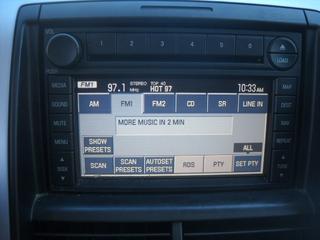 VOL
1 2 3 4 5 6
LOAD
PUSH
FM1 97.1 MHz STEREO TOP 40 HOT 97 10:33AM
MEDIA
MAP
AM FM1 FM2 CD SR LINE IN
SOUND
DEST
MORE MUSIC IN 2 MIN
MUTE
NAV
MENU
REPEAT
SHOW PRESETS
ALL
SEEK
SCAN SCAN PRESETS AUTOSET PRESETS RDS PTY SET PTY